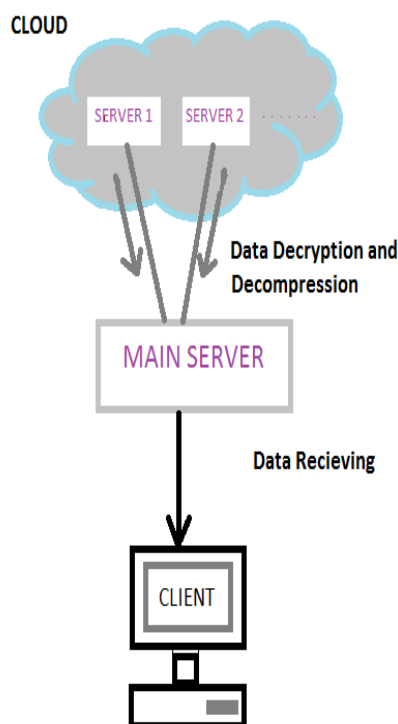 CLOUD
SERVER 1
SERVER 2 . . . . . . .
Data Decryption and
Decompression
MAIN SERVER
Data Recieving
CLIENT